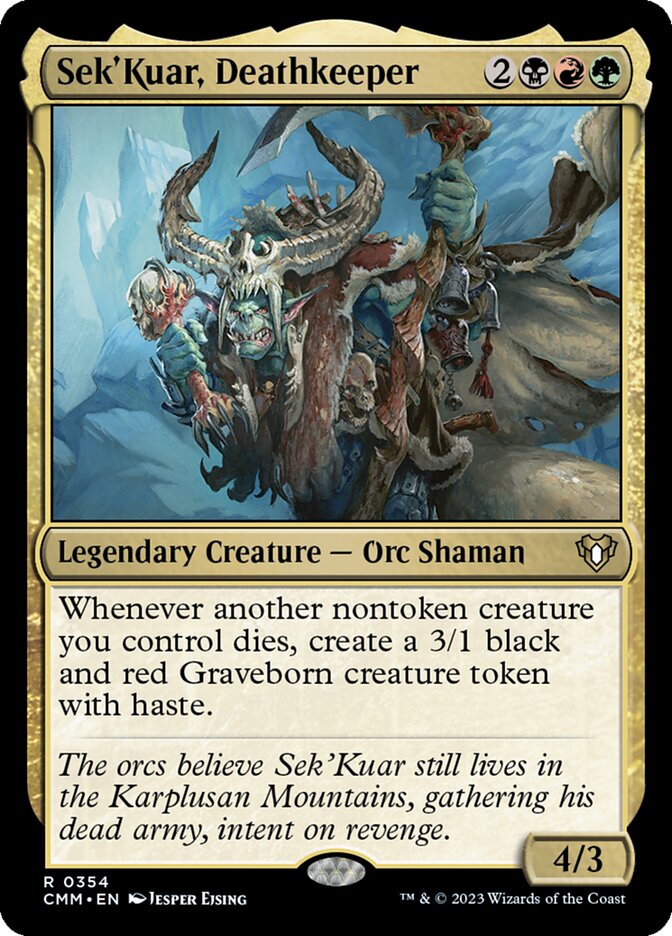 Sek'Kuar, Deathkeeper 2
Legendary Creature — Orc Shaman
Whenever another nontoken creature
you control dies, create a 3/1 black
and red Graveborn creature token
with haste.
The orcs believe Sek'Kuar still lives in
the Karplusan Mountains, gathering his
dead army, intent on revenge.
4/3
R 0354
CMM • EN Jesper Ejsing
™ & © 2023 Wizards of the Coast